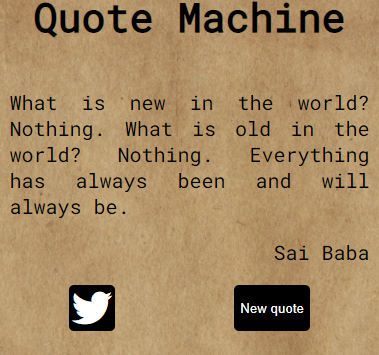 Quote Machine
What is new in the world?
Nothing. What is old in the
world? Nothing. Everything
has always been and will
always be.
Sai Baba
New quote